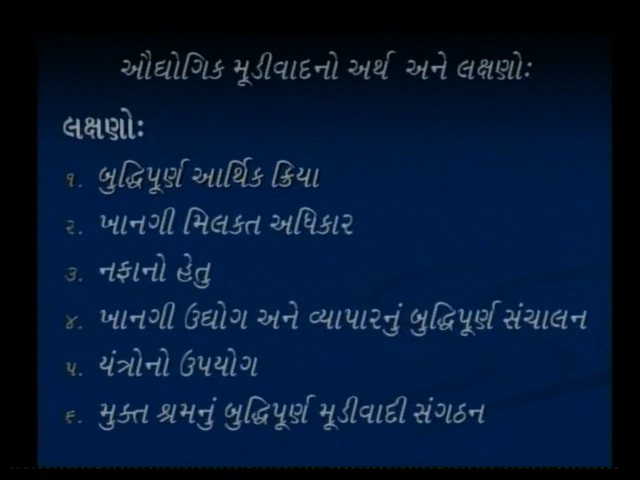 ઔદ્યોગિક મૂડીવાદનો અર્થ અને લક્ષણો:
લક્ષણો:
૧. બુદ્ધિપૂર્ણ આર્થિક ક્રિયા
૨. ખાનગી મિલકત અધિકાર
૩. નફાનો હેતુ
૪. ખાનગી ઉદ્યોગ અને વ્યાપારનું બુદ્ધિપૂર્ણ સંચાલન
૫. યંત્રોનો ઉપયોગ
૬. મુક્ત શ્રમનું બુદ્ધિપૂર્ણ મૂડીવાદી સંગઠન